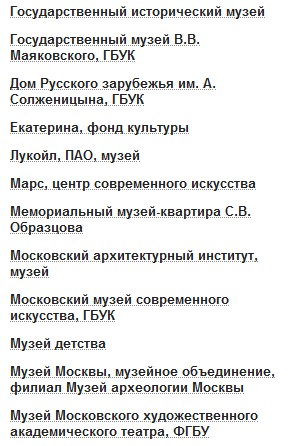 Государственный исторический музей
Государственный музей В.В.
Маяковского, ГБУК
Дом Русского зарубежья им. А.
Солженицына, ГБУК
Екатерина, фонд культуры
Лукойл, ПАО, музей
Марс, центр современного искусства
Мемориальный музей-квартира С.В.
Образцова
Московский архитектурный институт,
музей
Московский музей современного
искусства, ГБУК
Музей детства
Музей Москвы, музейное объединение,
филиал Музей археологии Москвы
Музей Московского художественного
академического театра, ФГБУ